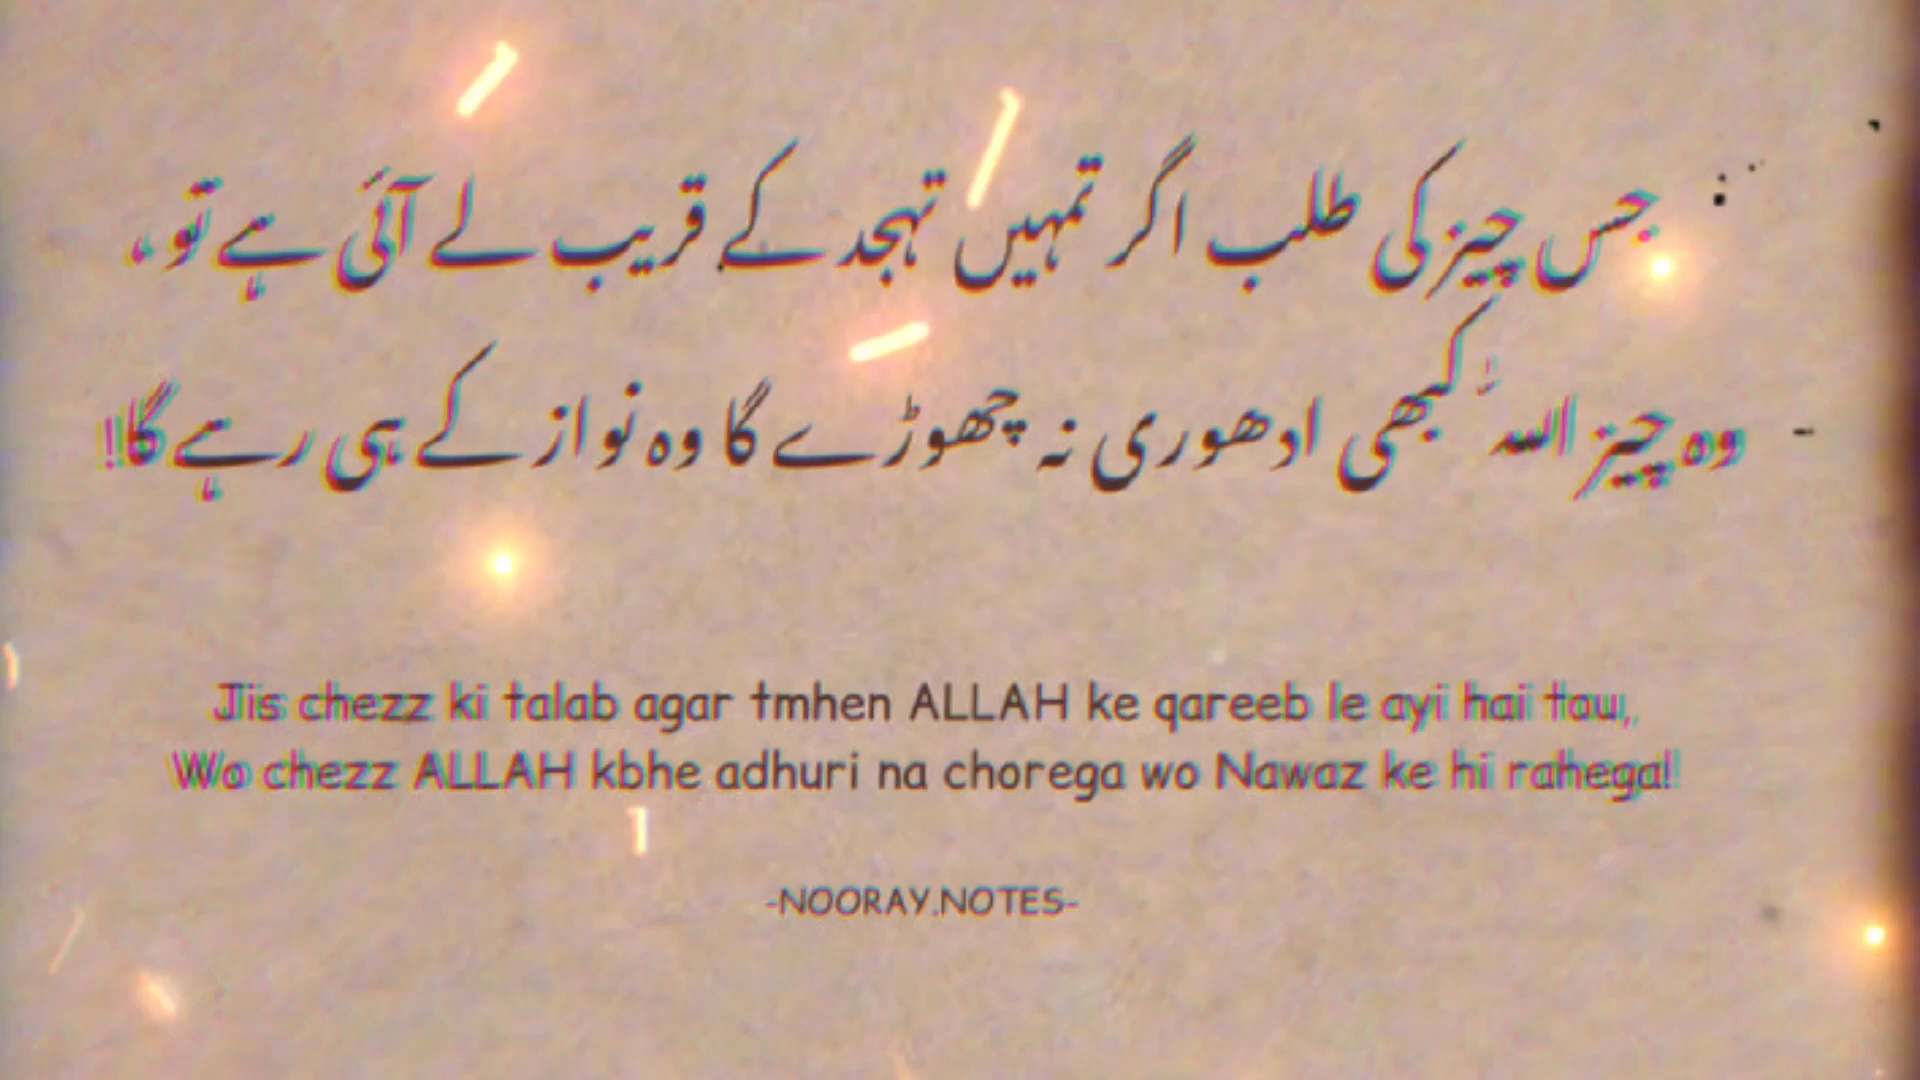 جس چیز کی طلب اگر تمہیں تہجد کے قریب لے آئی ہے تو ،
وہ چیز اللہ کبھی ادھوری نہ چھوڑے گا وہ نواز کے ہی رہے گا!!
Jis chezz ki talab agar tmhen ALLAH ke qareeb le ayi hai tou,,
Wo chezz ALLAH kbhe adhuri na chorega wo Nawaz ke hi rahega!!
-NOORAY.NOTES-